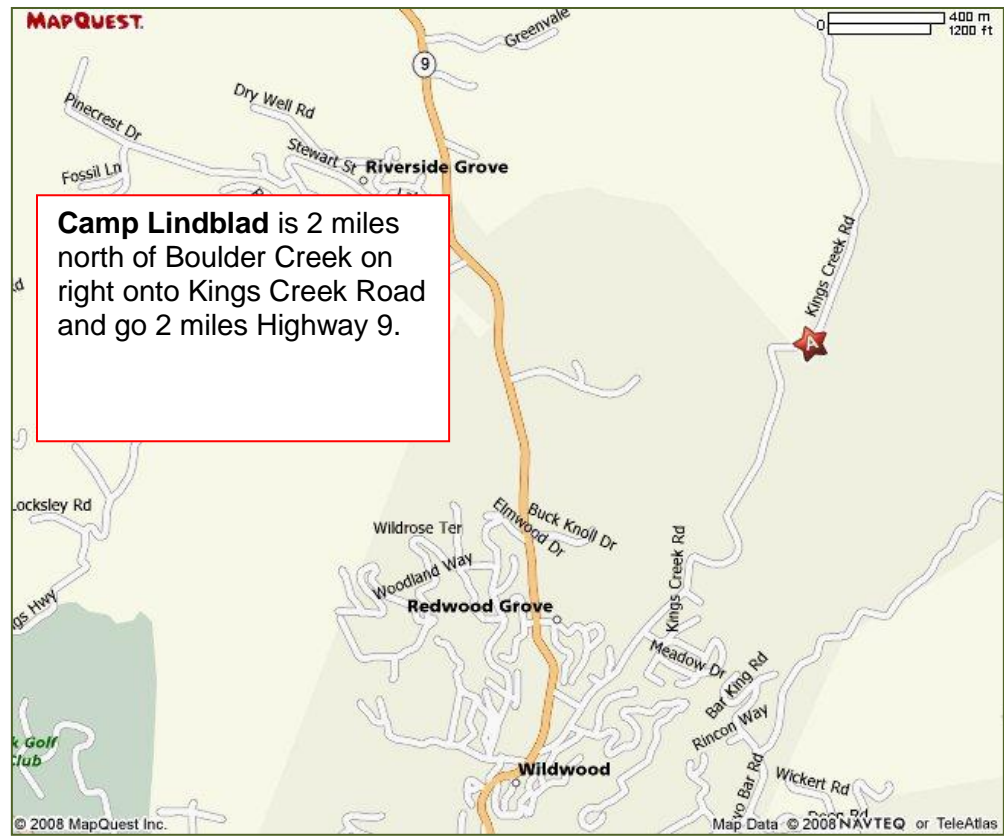 MAPQUEST.
0 400 m
1200 ft
Greenvale
9
Dry Well Rd
Pinecrest Dr
Stewart St
Riverside Grove
Fossil Ln
Camp Lindblad is 2 miles
north of Boulder Creek on
right onto Kings Creek Road
and go 2 miles Highway 9.
Kings Creek Rd
A
Locksley Rd
Wildrose Ter
Elmwood Dr
Buck Knoll Dr
Woodland Way
Kings Creek Rd
Redwood Grove
Meadow Dr
Bar King Rd
Rincon Way
Golf
Club
Wildwood
Wickert Rd
Bar Rd
© 2008 MapQuest Inc.
Map Data © 2008 NAVTEQ or TeleAtlas